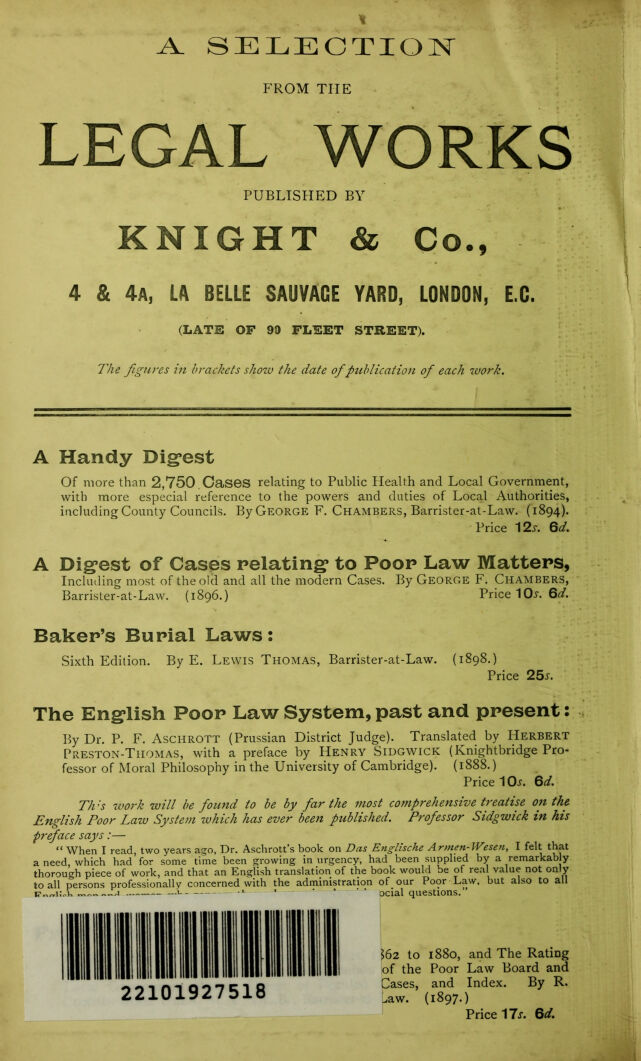 A SELECTION
FROM THE
LEGAL WORKS
PUBLISHED BY
KNIGHT & Co.,
4 & 4A, LA BELLE SAUVAGE YARD, LONDON, E.C.
(LATE OF 90 FLEET STREET).
The figures in brackets show the date of publication of each work.
A Handy Digest
Of more than 2,750 Cases relating to Public Health and Local Government,
with more especial reference to the powers and duties of Local Authorities,
including County Councils. By GEORGE F. CHAMBERS, Barrister-at-Law. (1894).
Price 12s. 6d.
A Digest of Cases relating to Poor Law Matters,
Including most of the old and all the modern Cases. By GEORGE F. CHAMBERS,
Barrister-at-Law. (1896.) Price 10s. 6d.
Baker's Burial Laws:
Sixth Edition. By E. LEWIS THOMAS, Barrister-at-Law. (1898.)
Price 25s.
The English Poor Law System, past and present:
By Dr. P. F. ASCHROTT (Prussian District Judge). Translated by HERBERT
PRESTON-THOMAS, with a preface by HENRY SIDGWICK (Knightbridge Pro-
fessor of Moral Philosophy in the University of Cambridge). (1888.)
Price 10s. 6d.
This work will be found to be by far the most comprehensive treatise on the
English Poor Law System which has ever been published. Professor Sidgwick in his
preface says:—
"When I read, two years ago, Dr. Aschrott's book on Das Englische Armen-Wesen, I felt that
a need, which had for some time been growing in urgency, had been supplied by a remarkably
thorough piece of work, and that an English translation of the book would be of real value not only
to all persons professionally concerned with the administration of our Poor Law, but also to all
ocial questions."
62 to 1880, and The Rating
of the Poor Law Board and
Cases, and Index. By R.
aw. (1897.)
Price 17s. 6d.
22101927518